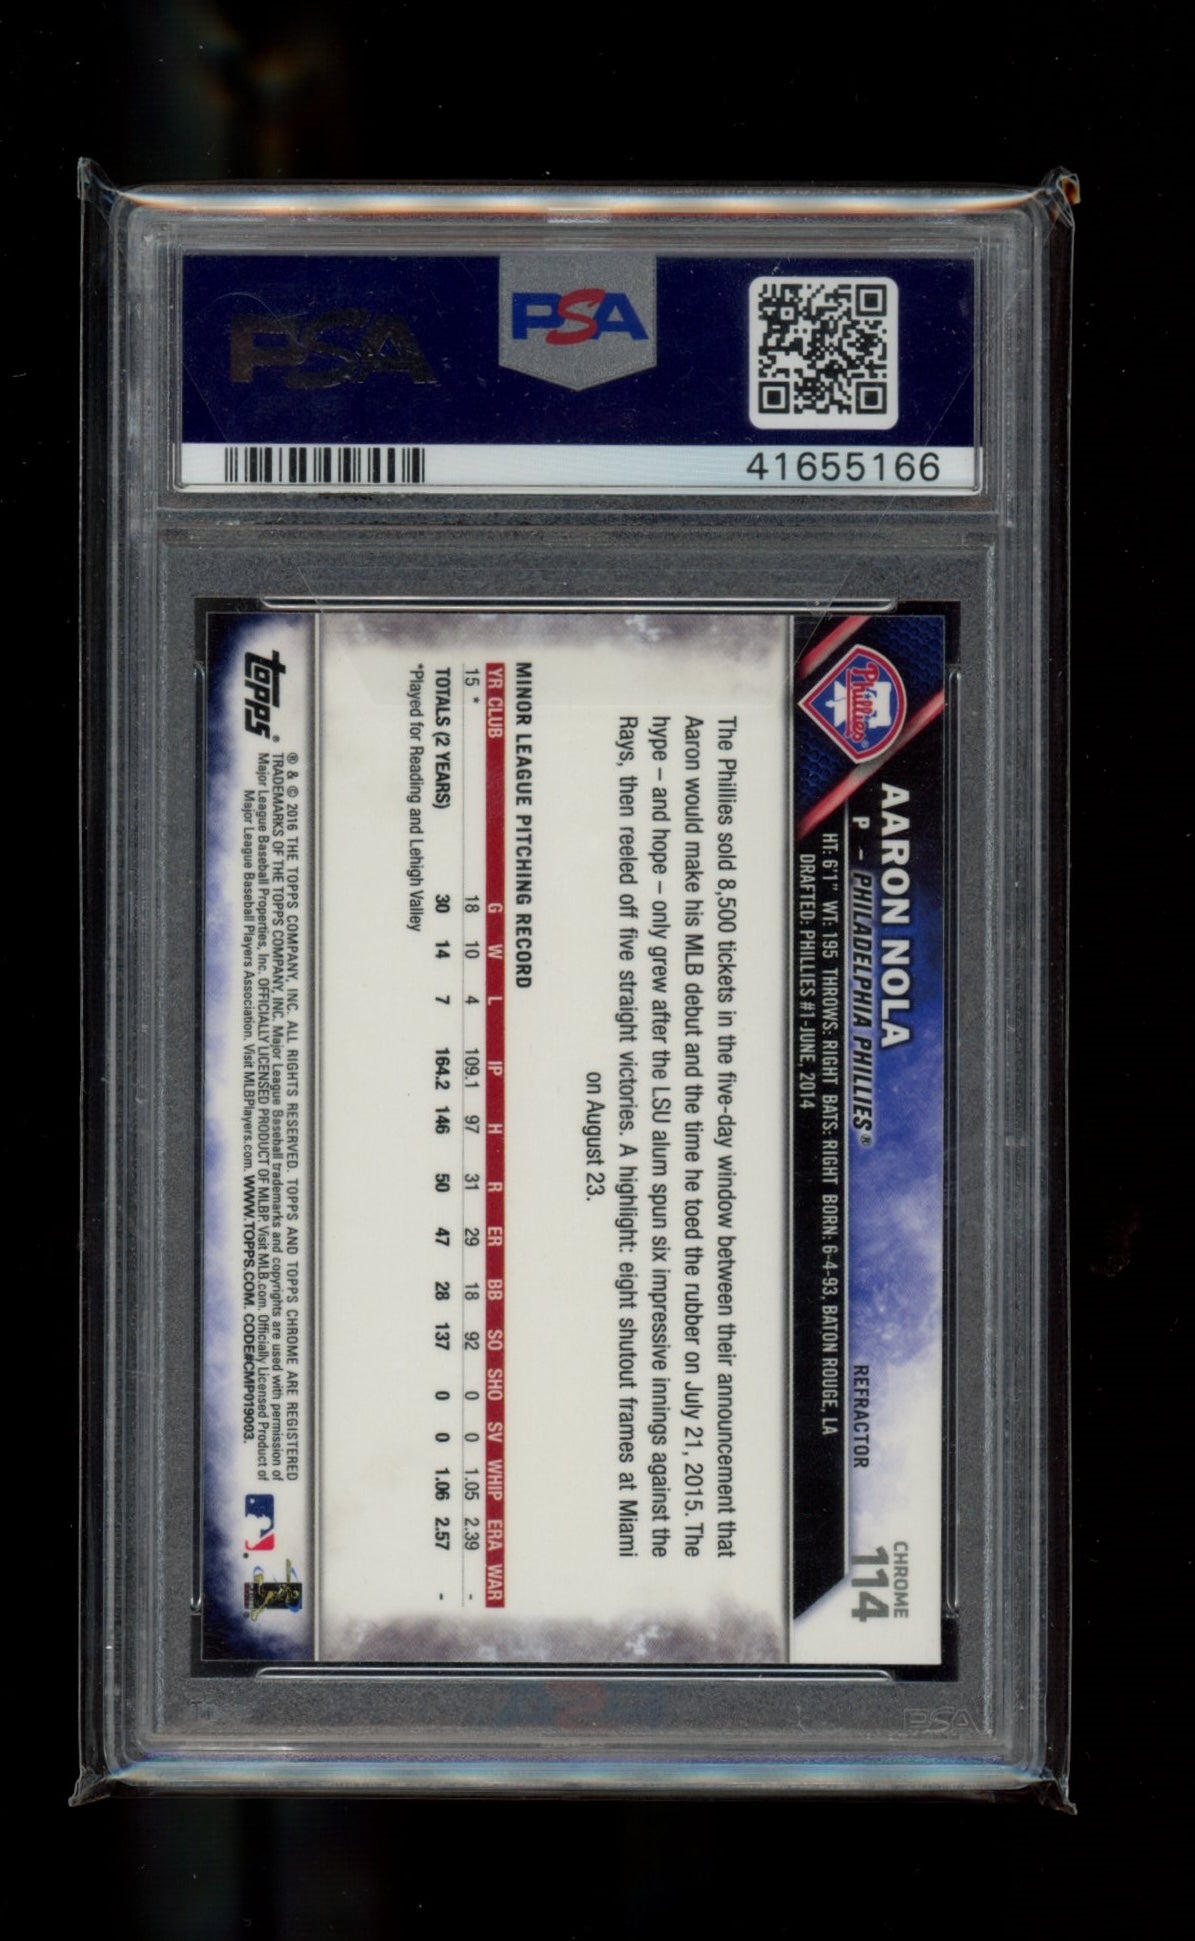 PSA
PSA
41655166
CHROME
114
AARON NOLA
P – PHILADELPHIA PHILLIES®
REFRACTOR
HT: 6'1" WT: 195 THROWS: RIGHT BATS: RIGHT BORN: 6-4-93, BATON ROUGE, LA
DRAFTED: PHILLIES #1-JUNE, 2014
Phillies
The Phillies sold 8,500 tickets in the five-day window between their announcement that
Aaron would make his MLB debut and the time he toed the rubber on July 21, 2015. The
hype – and hope – only grew after the LSU alum spun six impressive innings against the
Rays, then reeled off five straight victories. A highlight: eight shutout frames at Miami
on August 23.
MINOR LEAGUE PITCHING RECORD
YR CLUB G W L IP H R ER BB SO SHO SV WHIP ERA WAR
15 * 18 10 4 109.1 97 31 29 18 92 0 0 1.05 2.39 -
TOTALS (2 YEARS) 30 14 7 164.2 146 50 47 28 137 0 0 1.06 2.57 -
*Played for Reading and Lehigh Valley
topps®
® & © 2016 THE TOPPS COMPANY, INC. ALL RIGHTS RESERVED. TOPPS AND TOPPS CHROME ARE REGISTERED
TRADEMARKS OF THE TOPPS COMPANY, INC. Major League Baseball trademarks and copyrights are used with permission of
Major League Baseball Properties, Inc. OFFICIALLY LICENSED PRODUCT OF MLBP. Visit MLB.com. Officially Licensed Product of
Major League Baseball Players Association. Visit MLBPlayers.com. WWW.TOPPS.COM. CODE#CMP019003.
PSA